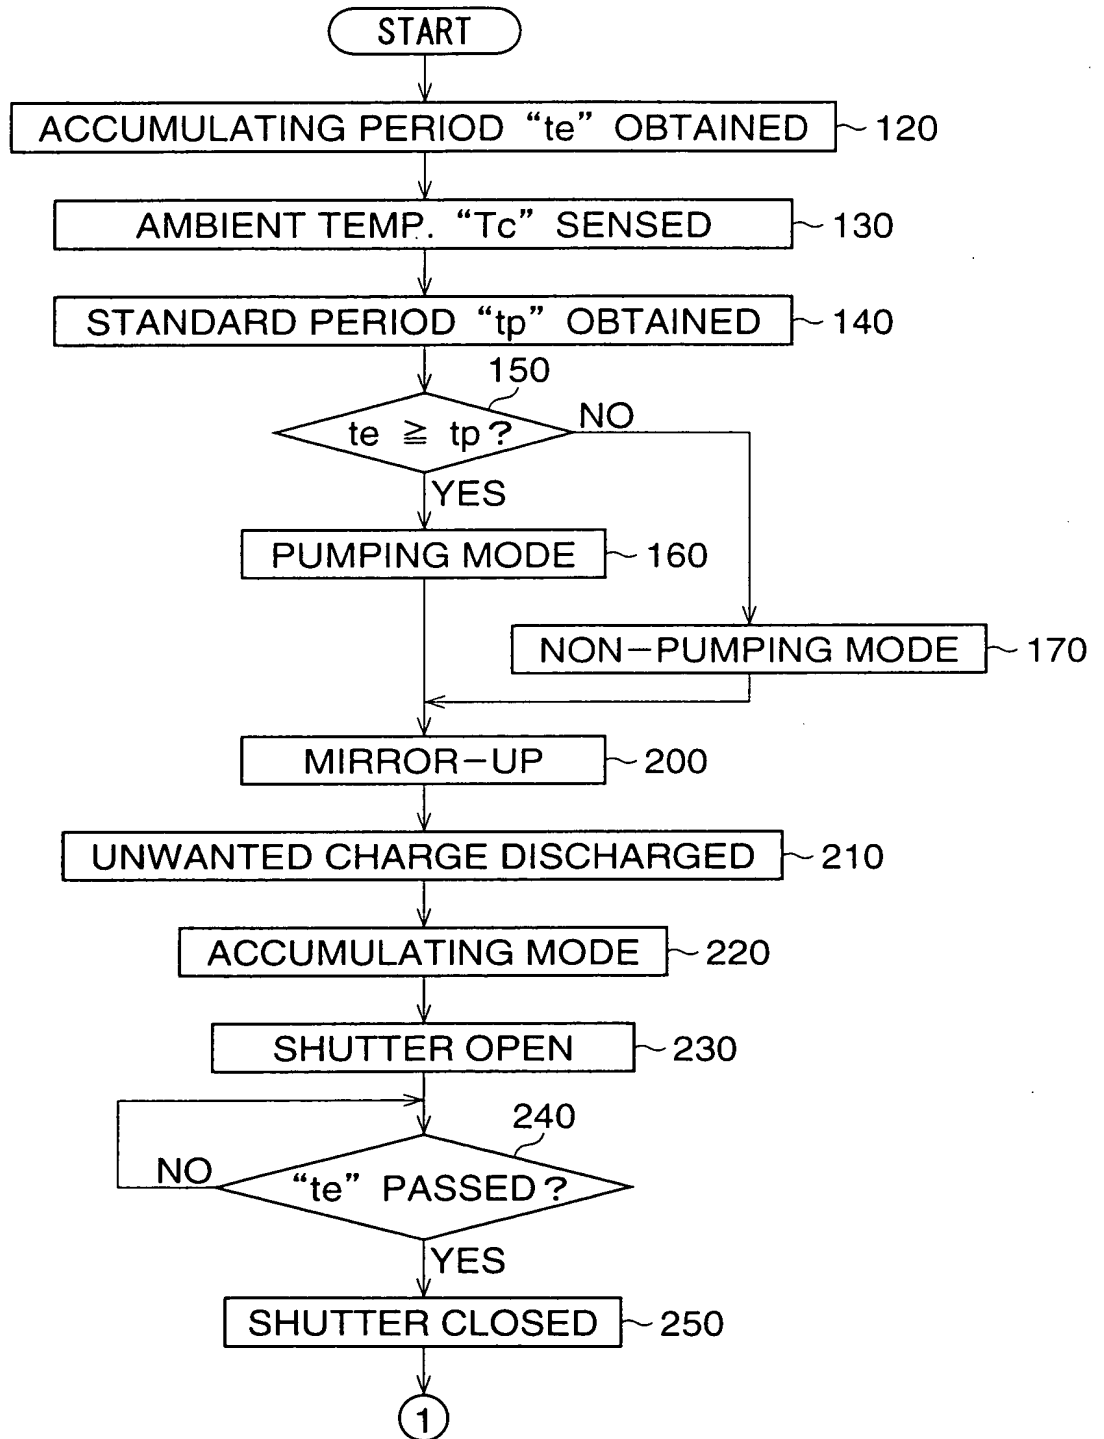 START
ACCUMULATING PERIOD “te” OBTAINED 120
AMBIENT TEMP. “Tc” SENSED 130
STANDARD PERIOD “tp” OBTAINED 140
150
te ≧ tp? NO
YES
PUMPING MODE 160
NON-PUMPING MODE 170
MIRROR-UP 200
UNWANTED CHARGE DISCHARGED 210
ACCUMULATING MODE 220
SHUTTER OPEN 230
240
NO “te” PASSED?
YES
SHUTTER CLOSED 250
1